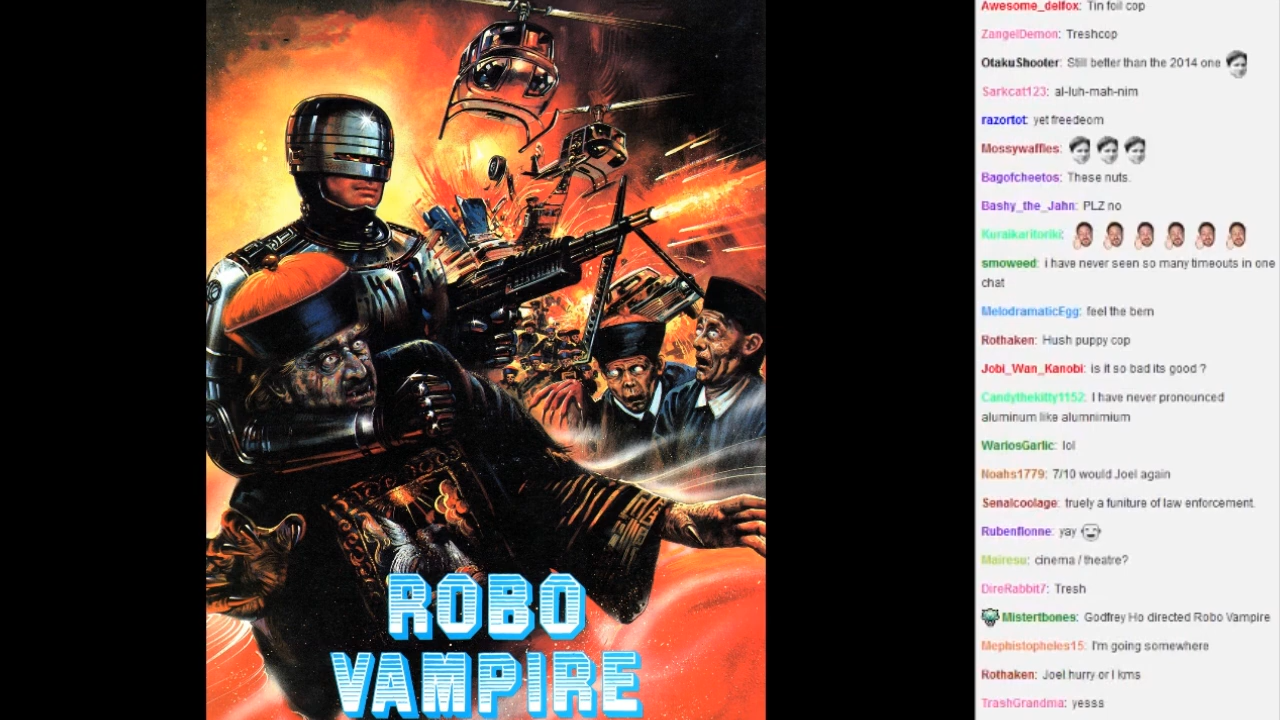 ROBO
VAMPIRE
Awesome_delfox: Tin foil cop
ZangelDemon: Treshcop
OtakuShooter: Still better than the 2014 one
Sarkcat123: al-luh-mah-nim
razortot: yet freedeom
Mossywaffles:
Bagofcheetos: These nuts.
Bashy_the_Jahn: PLZ no
Kuraikaritoriki:
smoweed: i have never seen so many timeouts in one
chat
MelodramaticEgg: feel the bern
Rothaken: Hush puppy cop
Jobi_Wan_Kanobi: is it so bad its good ?
Candythekitty1152: I have never pronounced
aluminum like alumnimium
WariosGarlic: lol
Noahs1779: 7/10 would Joel again
Senalcoolage: truely a funiture of law enforcement.
Rubenflonne: yay
Mairesu: cinema / theatre?
DireRabbit7: Tresh
Mistertbones: Godfrey Ho directed Robo Vampire
Mephistopheles15: I'm going somewhere
Rothaken: Joel hurry or I kms
TrashGrandma: yesss